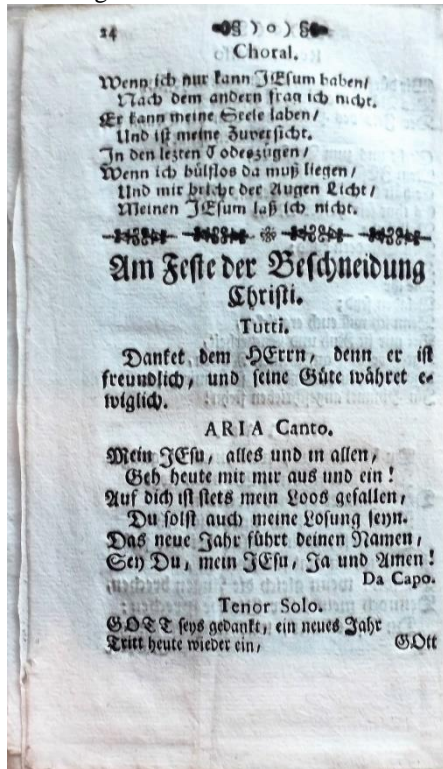 24 ) o (
Choral.
Wenn ich nur kann JEsum haben/
Nach dem andern frag ich nicht.
Er kann meine Seele laben/
Und ist meine Zuversicht.
In den lezten Todeszügen/
Wenn ich hülflos da muß liegen/
Und mir bricht der Augen Licht/
Meinen JEsum laß ich nicht.
Am Feste der Beschneidung
Christi.
Tutti.
Danket dem HErrn, denn er ist
freundlich, und seine Güte währet e-
wiglich.
ARIA Canto.
Mein JEsu, alles und in allen,
Geh heute mit mir aus und ein!
Auf dich ist stets mein Loos gefallen,
Du solst auch meine Losung seyn.
Das neue Jahr führt deinen Namen,
Sey Du, mein JEsu, Ja und Amen!
Da Capo.
Tenor Solo.
GOTT seys gedankt, ein neues Jahr
Tritt heute wieder ein, GOtt